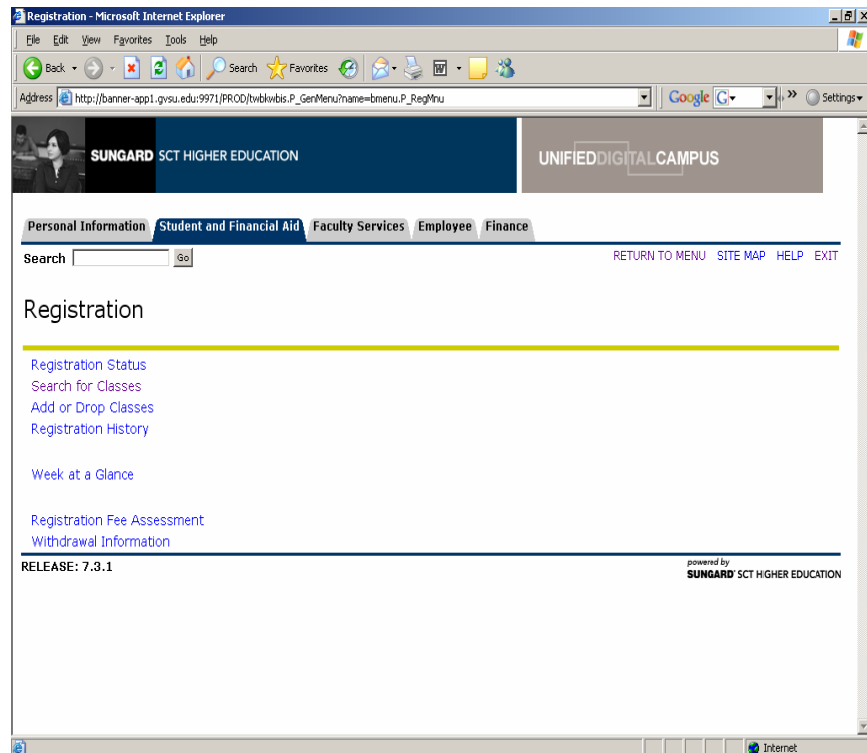 Registration - Microsoft Internet Explorer
File Edit View Favorites Tools Help
Back Search Favorites
Address http://banner-app1.gvsu.edu:9971/PROD/twbkwbis.P_GenMenu?name=bmenu.P_RegMnu Google G Settings
SUNGARD SCT HIGHER EDUCATION UNIFIEDDIGITALCAMPUS
Personal Information Student and Financial Aid Faculty Services Employee Finance
Search Go RETURN TO MENU SITE MAP HELP EXIT
Registration
Registration Status
Search for Classes
Add or Drop Classes
Registration History
Week at a Glance
Registration Fee Assessment
Withdrawal Information
RELEASE: 7.3.1 powered by
SUNGARD' SCT HIGHER EDUCATION
Internet